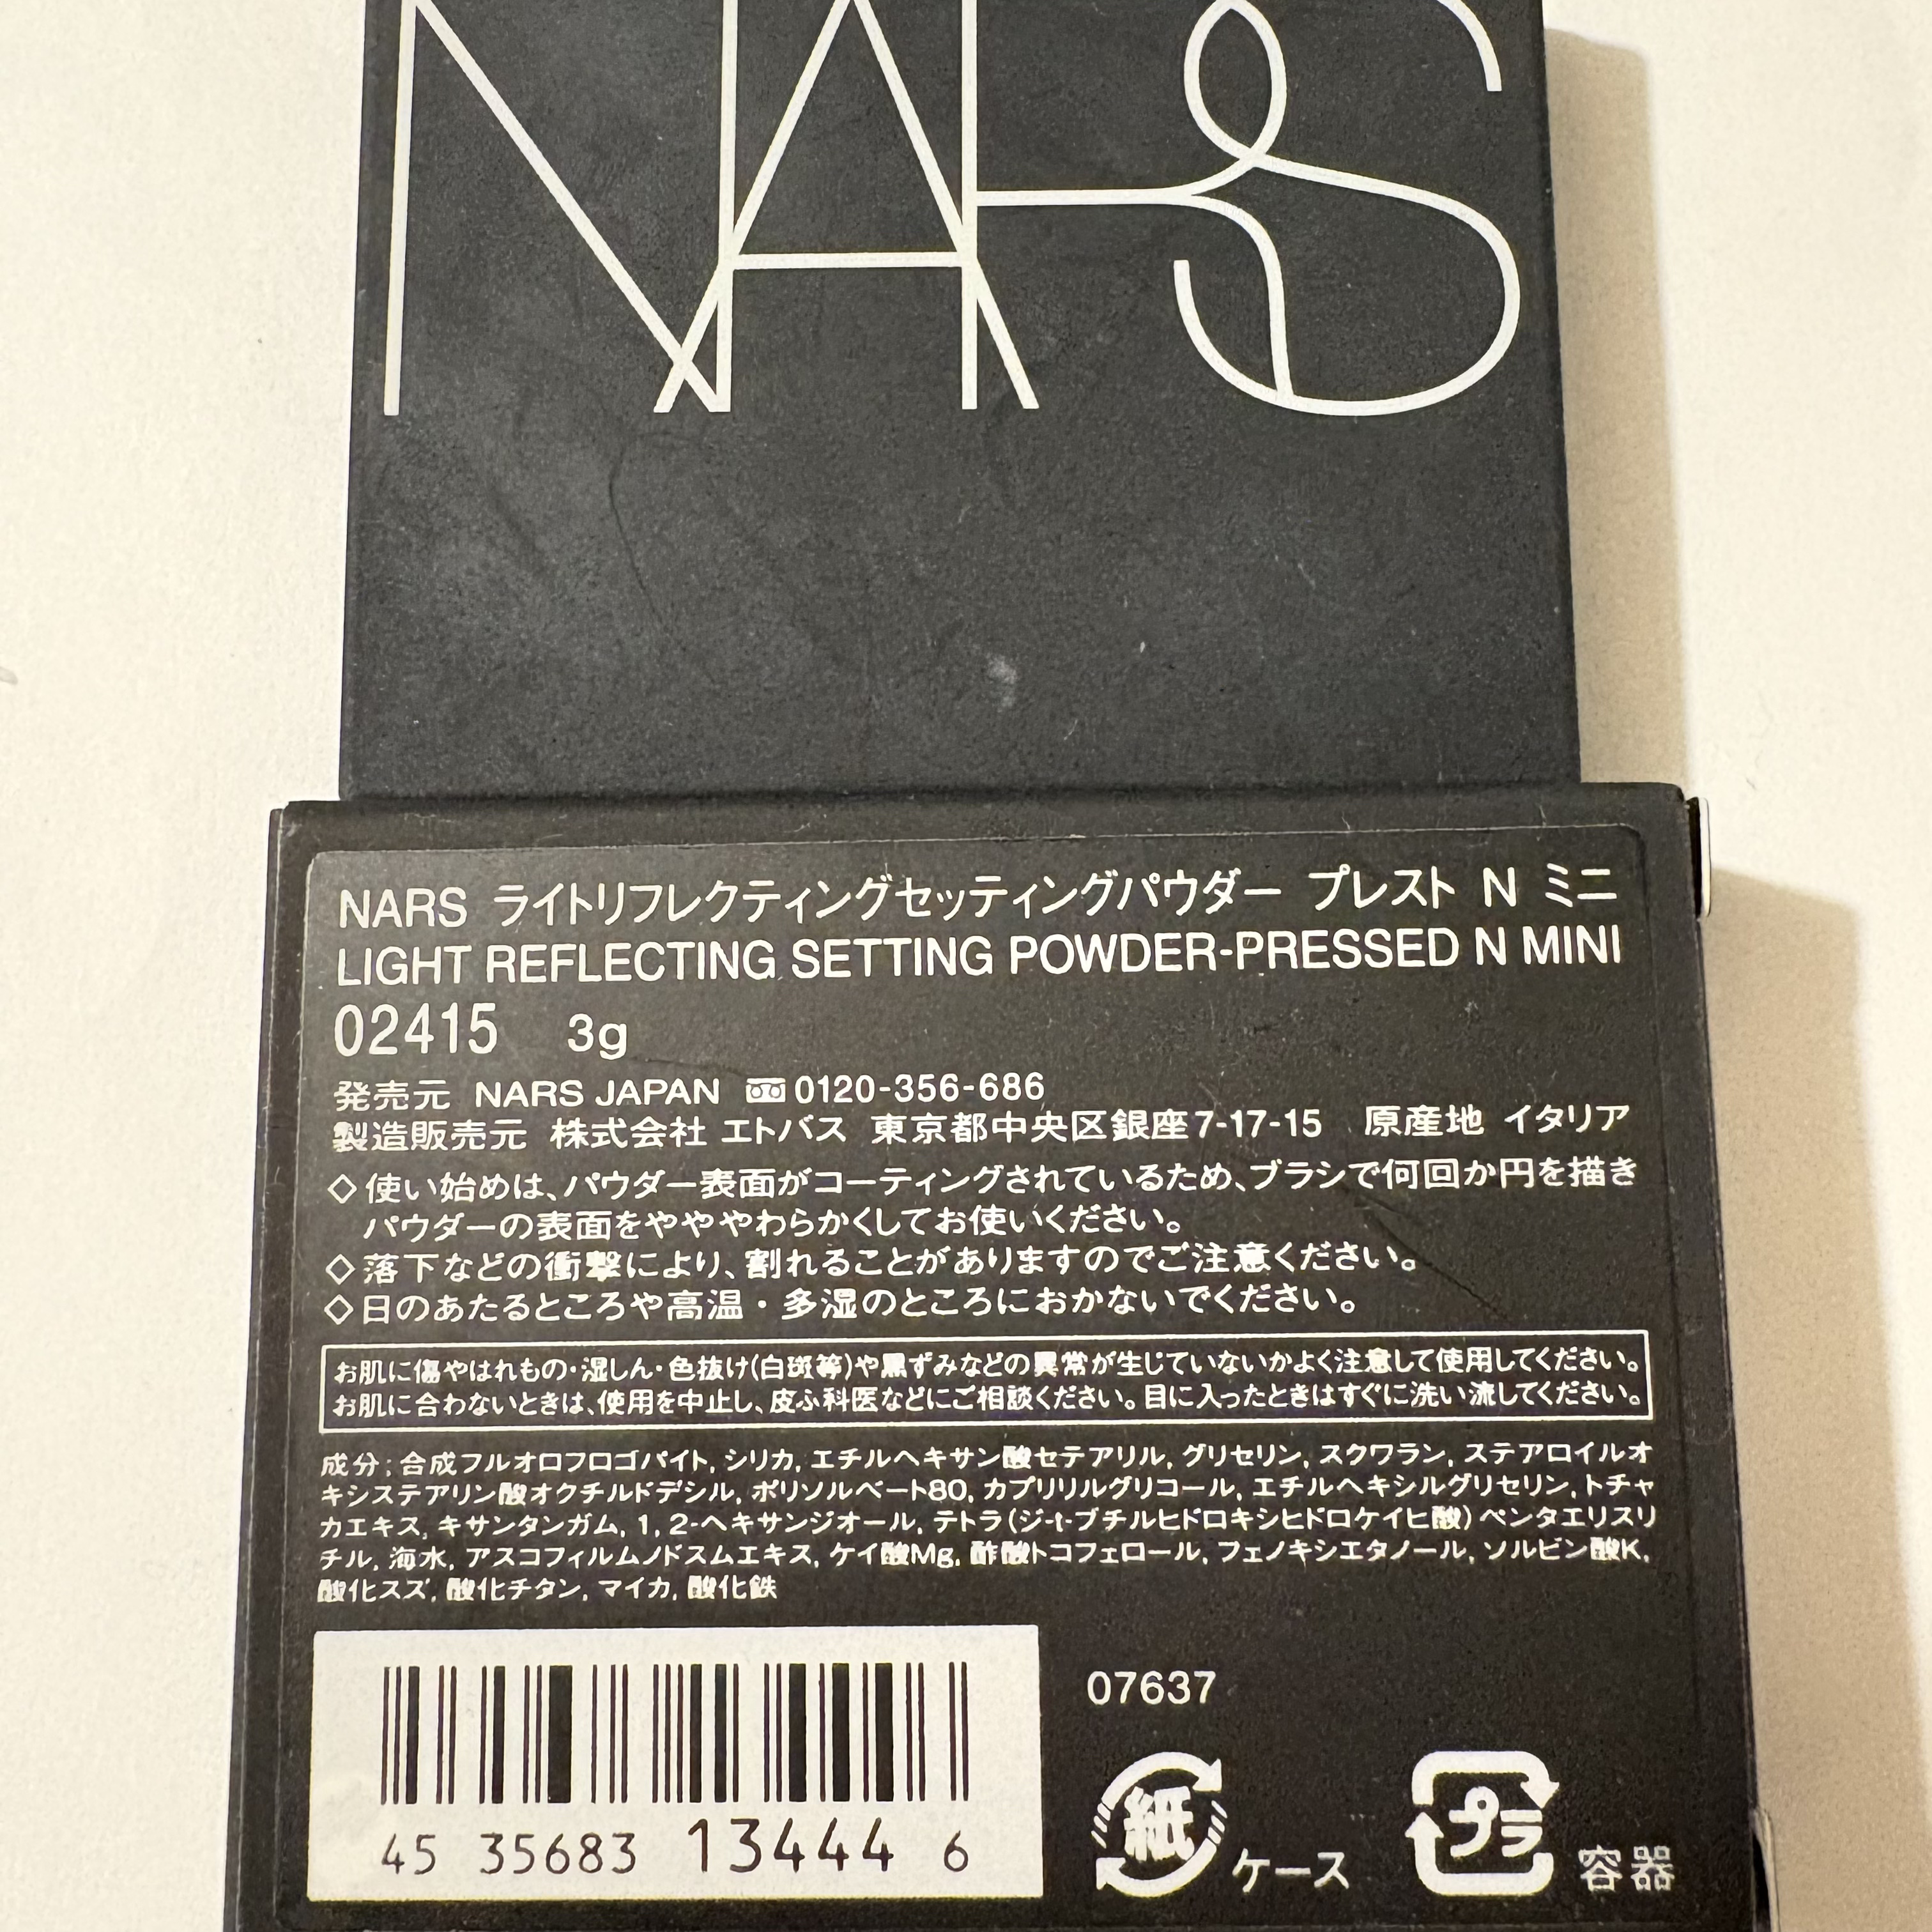 NARS
NARS ライトリフレクティングセッティングパウダー プレスト N ミニ
LIGHT REFLECTING SETTING POWDER-PRESSED N MINI
02415 3g
発売元 NARS JAPAN 0120-356-686
製造販売元 株式会社 エトバス 東京都中央区銀座7-17-15 原産地 イタリア
◇使い始めは、パウダー表面がコーティングされているため、ブラシで何回か円を描き
パウダーの表面をやややわらかくしてお使いください。
◇落下などの衝撃により、割れることがありますのでご注意ください。
◇日のあたるところや高温・多湿のところにおかないでください。
お肌に傷やはれもの・湿しん・色抜け(白斑等)や黒ずみなどの異常が生じていないかよく注意して使用してください。
お肌に合わないときは、使用を中止し、皮ふ科医などにご相談ください。目に入ったときはすぐに洗い流してください。
成分; 合成フルオロフロゴパイト, シリカ, エチルヘキサン酸セテアリル, グリセリン, スクワラン, ステアロイルオ
キシステアリン酸オクチルドデシル, ポリソルベート80, カプリリルグリコール, エチルヘキシルグリセリン, トチャ
カエキス, キサンタンガム, 1, 2-ヘキサンジオール, テトラ(ジ-t-ブチルヒドロキシヒドロケイヒ酸)ペンタエリスリ
チル, 海水, アスコフィルムノドスムエキス, ケイ酸Mg, 酢酸トコフェロール, フェノキシエタノール, ソルビン酸K,
酸化スズ, 酸化チタン, マイカ, 酸化鉄
07637
45 35683 13444 6
紙 ケース プラ 容器